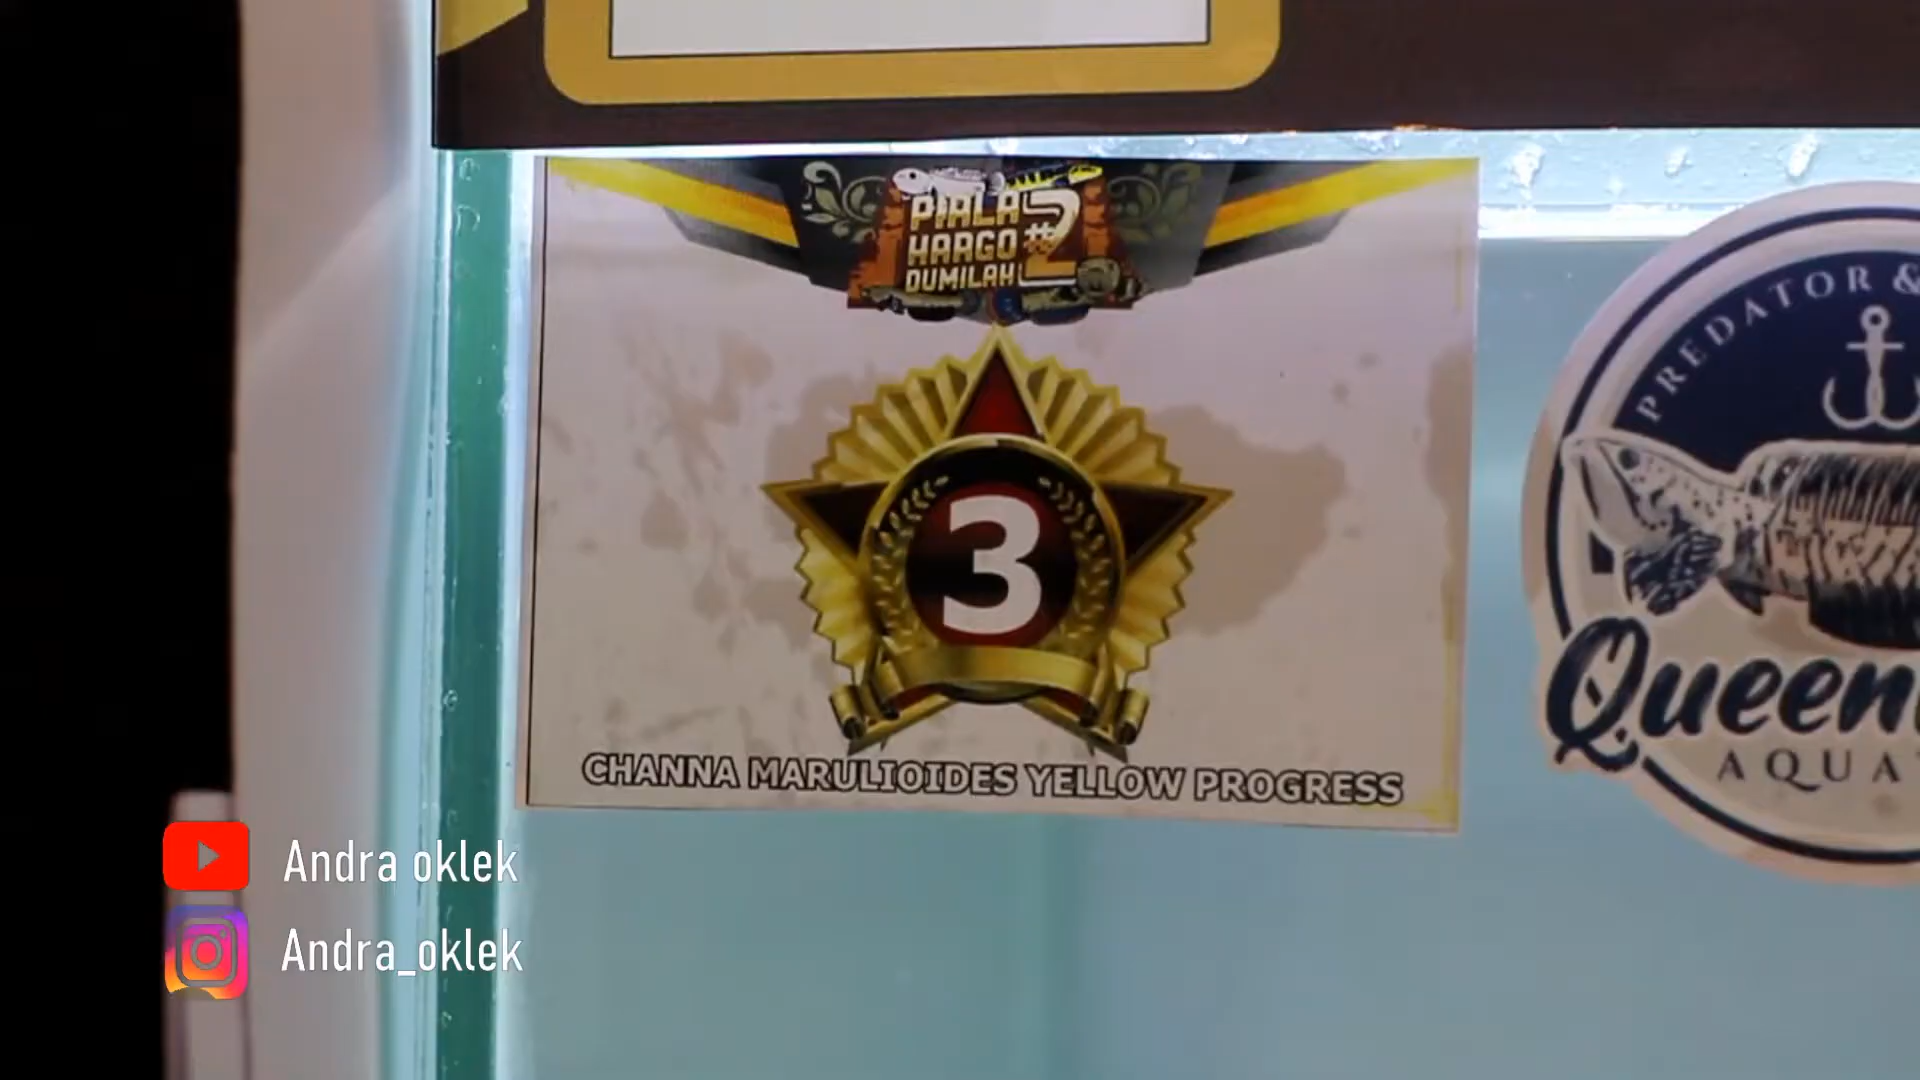 PIALA
HARGO
DUMILAH
#2
3
CHANNA MARULIOIDES YELLOW PROGRESS
PREDATOR &
Queen
AQUA
Andra oklek
Andra_oklek